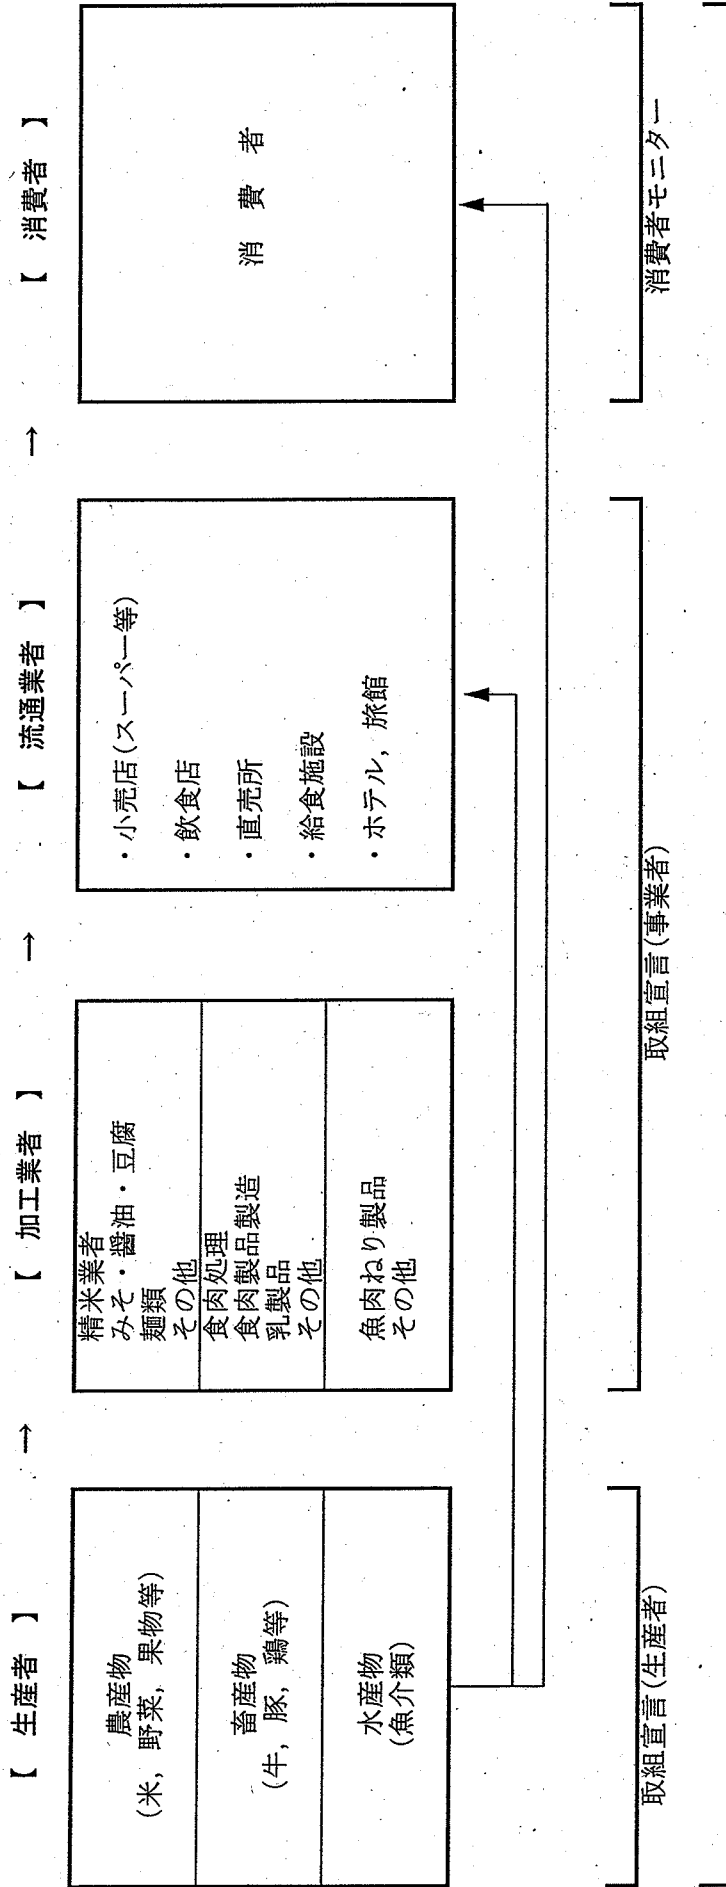 【 生産者 】 → 【 加工業者 】 → 【 流通業者 】 → 【 消費者 】
農産物
(米，野菜，果物等)
畜産物
(牛，豚，鶏等)
水産物
(魚介類)
精米業者
みそ・醤油・豆腐
麺類
その他
食肉処理
食肉製品製造
乳製品
その他
魚肉ねり製品
その他
・小売店(スーパー等)
・飲食店
・直売所
・給食施設
・ホテル，旅館
消 費 者
取組宣言(生産者)
取組宣言(事業者)
消費者モニター